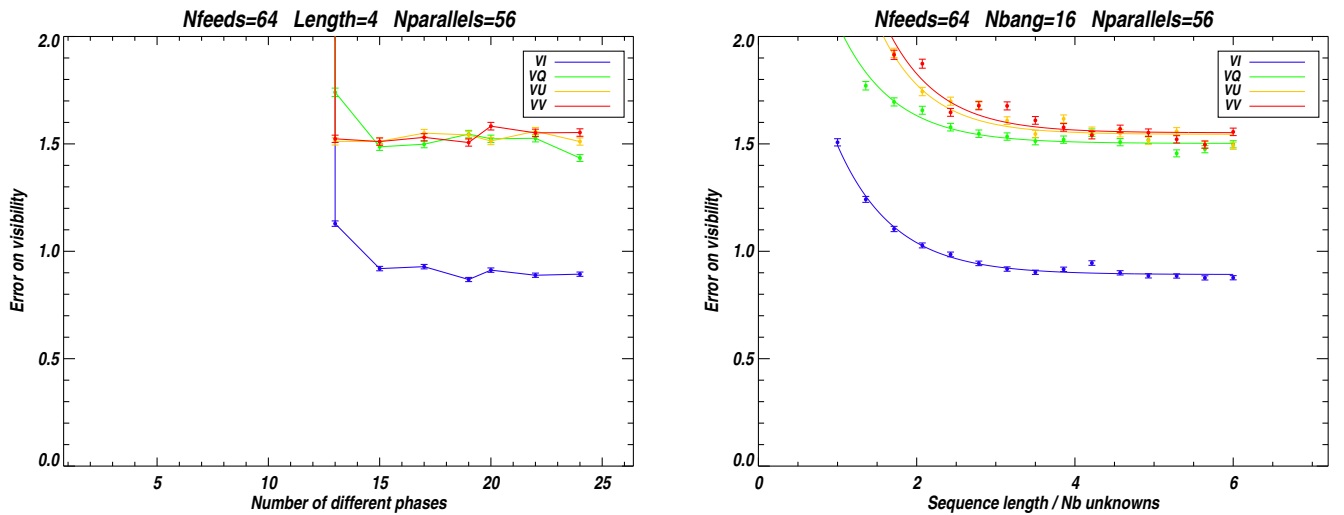 Nfeeds=64 Length=4 Nparallels=56
2.0
1.5
1.0
0.5
0.0
Error on visibility
VI
VQ
VU
VV
5 10 15 20 25
Number of different phases
Nfeeds=64 Nbang=16 Nparallels=56
2.0
1.5
1.0
0.5
0.0
Error on visibility
VI
VQ
VU
VV
0 2 4 6
Sequence length / Nb unknowns